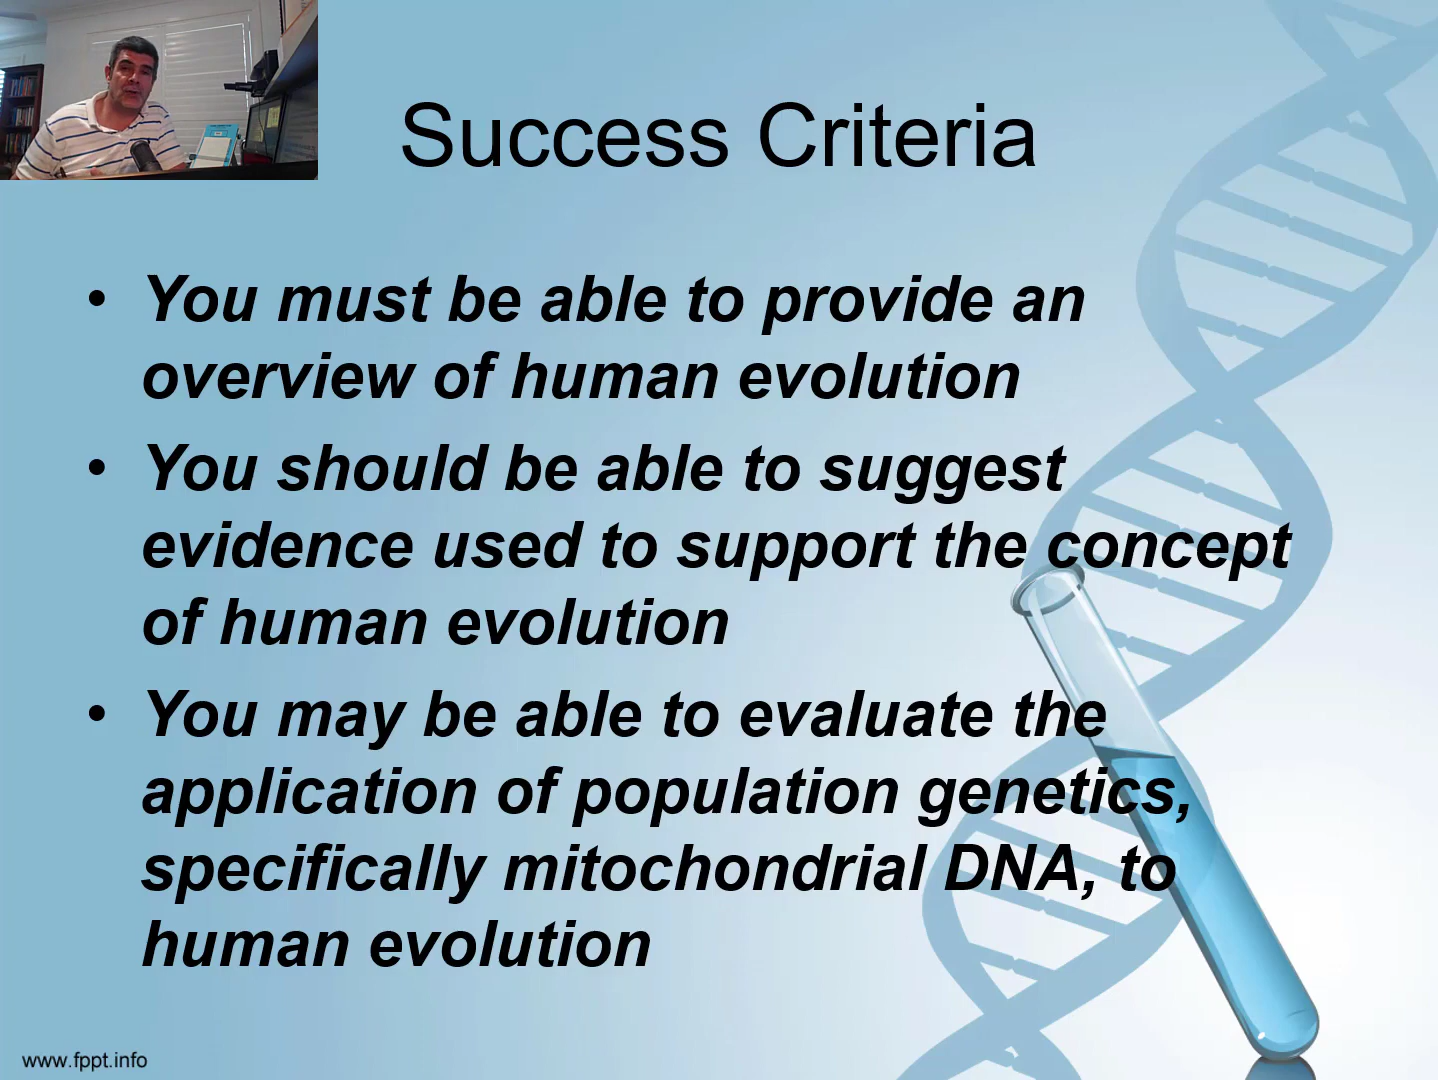 Success Criteria
• You must be able to provide an
overview of human evolution
• You should be able to suggest
evidence used to support the concept
of human evolution
• You may be able to evaluate the
application of population genetics,
specifically mitochondrial DNA, to
human evolution
www.fppt.info